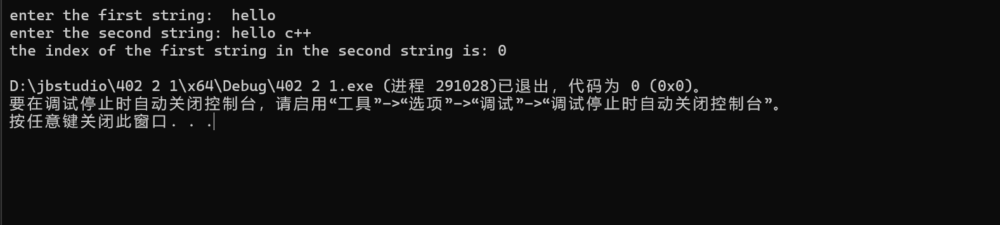 enter the first string:  hello
enter the second string: hello c++
the index of the first string in the second string is: 0
D:\jbstudio\402 2 1\x64\Debug\402 2 1.exe (进程 291028)已退出，代码为 0 (0x0)。
要在调试停止时自动关闭控制台，请启用“工具”->“选项”->“调试”->“调试停止时自动关闭控制台”。
按任意键关闭此窗口. . .